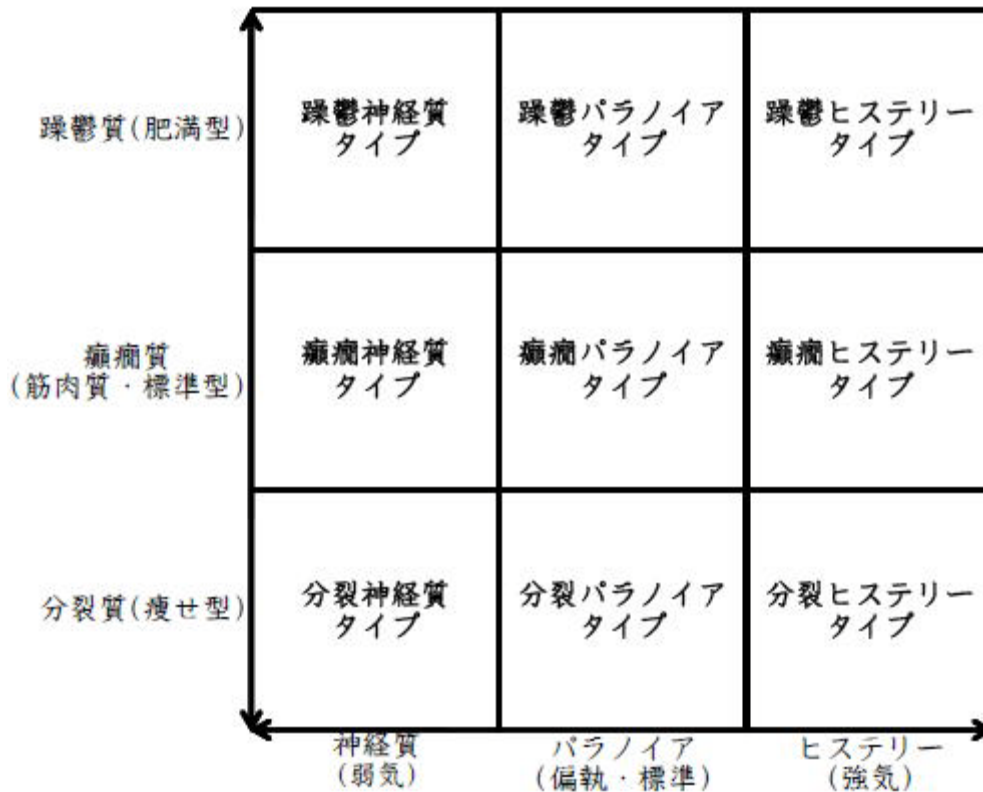 躁鬱質(肥満型)
躁鬱神経質
タイプ
躁鬱パラノイア
タイプ
躁鬱ヒステリー
タイプ
癲癇質
(筋肉質・標準型)
癲癇神経質
タイプ
癲癇パラノイア
タイプ
癲癇ヒステリー
タイプ
分裂質(痩せ型)
分裂神経質
タイプ
分裂パラノイア
タイプ
分裂ヒステリー
タイプ
神経質
(弱気)
パラノイア
(偏執・標準)
ヒステリー
(強気)